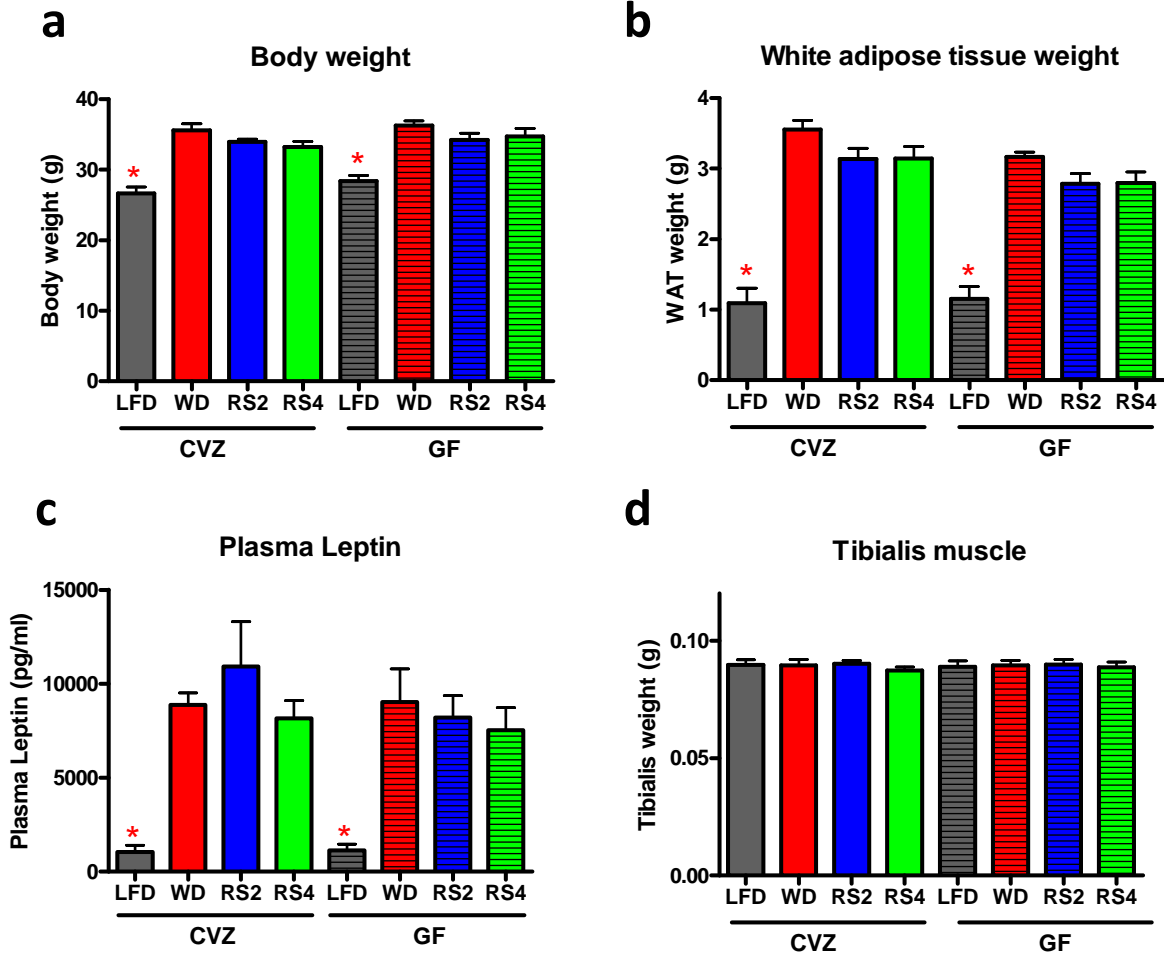 a
Body weight
Body weight (g)
40
30
20
10
0
*
*
LFD WD RS2 RS4 LFD WD RS2 RS4
CVZ GF
b
White adipose tissue weight
WAT weight (g)
4
3
2
1
0
*
*
LFD WD RS2 RS4 LFD WD RS2 RS4
CVZ GF
c
Plasma Leptin
Plasma Leptin (pg/ml)
15000
10000
5000
0
*
*
LFD WD RS2 RS4 LFD WD RS2 RS4
CVZ GF
d
Tibialis muscle
Tibialis weight (g)
0.10
0.05
0.00
LFD WD RS2 RS4 LFD WD RS2 RS4
CVZ GF